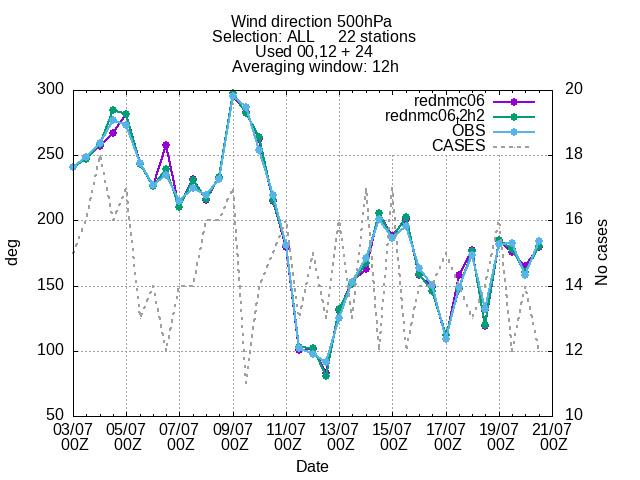 Wind direction 500hPa
Selection: ALL 22 stations
Used 00,12 + 24
Averaging window: 12h
300
250
200
150
100
50
20
18
16
14
12
10
deg
No cases
rednmc06
rednmc06,2h2
OBS
CASES
03/07 05/07 07/07 09/07 11/07 13/07 15/07 17/07 19/07 21/07
00Z 00Z 00Z 00Z 00Z 00Z 00Z 00Z 00Z 00Z
Date